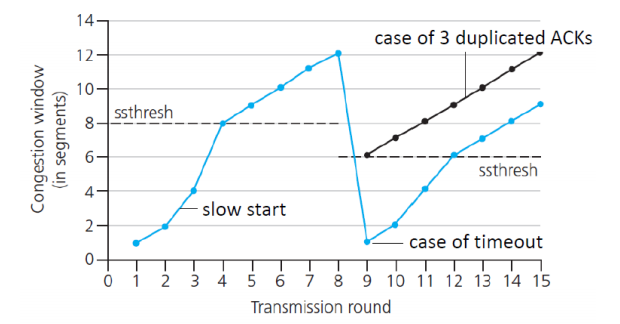 14
case of 3 duplicated ACKs
12
10
ssthresh
8
6
ssthresh
4
slow start
2
case of timeout
0
0 1 2 3 4 5 6 7 8 9 10 11 12 13 14 15
Transmission round
Congestion window
(in segments)